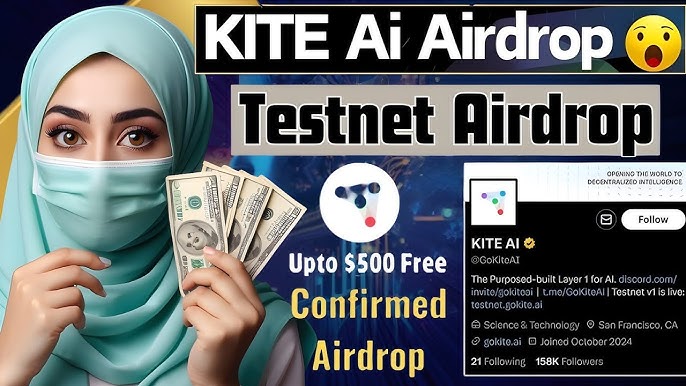 KITE Ai Airdrop
Testnet Airdrop
Upto $500 Free
Confirmed
Airdrop
OPENING THE WORLD TO
DECENTRALIZED INTELLIGENCE.
Follow
KITE AI
@GoKiteAI
The Purposed-built Layer 1 for AI. discord.com/
invite/gokiteai | t.me/GoKiteAI | Testnet v1 is live:
testnet.gokite.ai
Science & Technology San Francisco, CA
gokite.ai Joined October 2024
21 Following 158K Followers